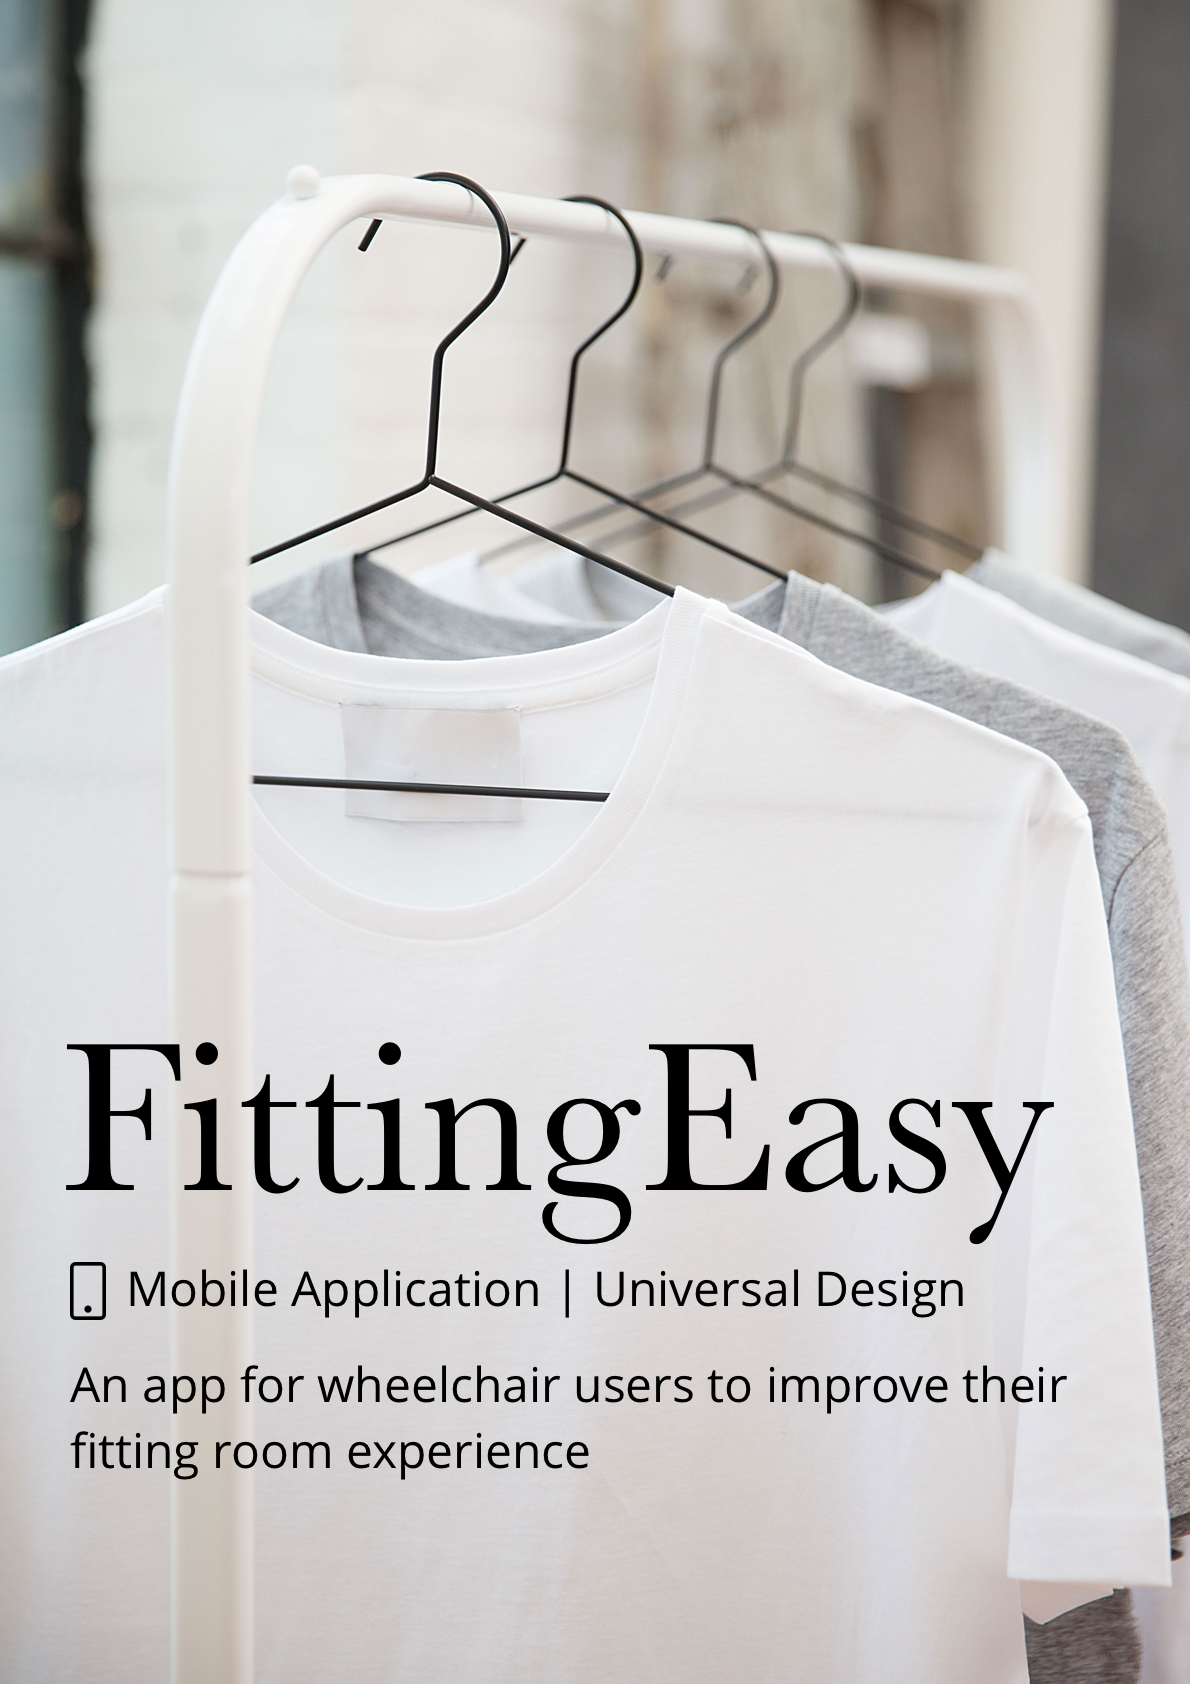 FittingEasy
Mobile Application | Universal Design
An app for wheelchair users to improve their
fitting room experience